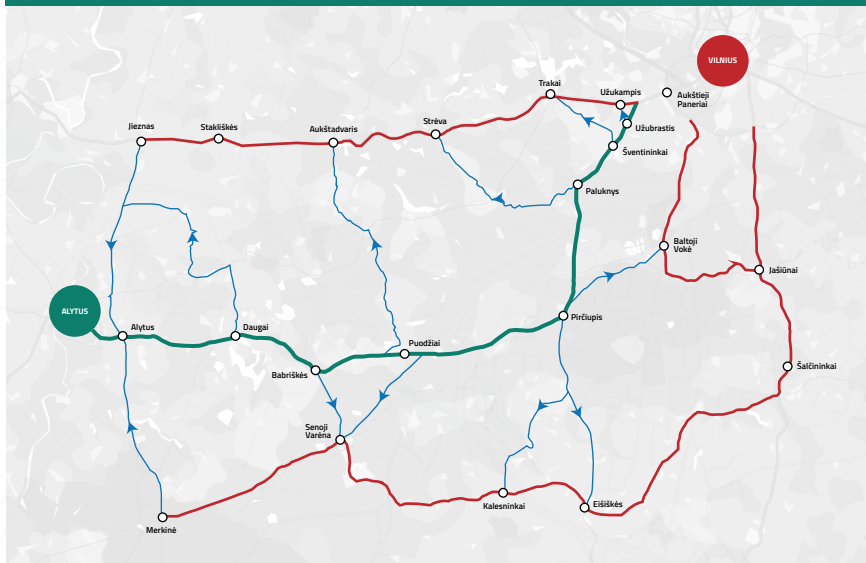 VILNIUS
Trakai
Užukampis
Aukštieji
Paneriai
Jieznas
Stakliškės
Aukštadvaris
Strėva
Užubrastis
Šventininkai
Paluknys
Baltoji
Vokė
Jašiūnai
ALYTUS
Alytus
Daugai
Pirčiupis
Puodžiai
Babriškės
Šalčininkai
Senoji
Varėna
Kalesninkai
Eišiškės
Merkinė